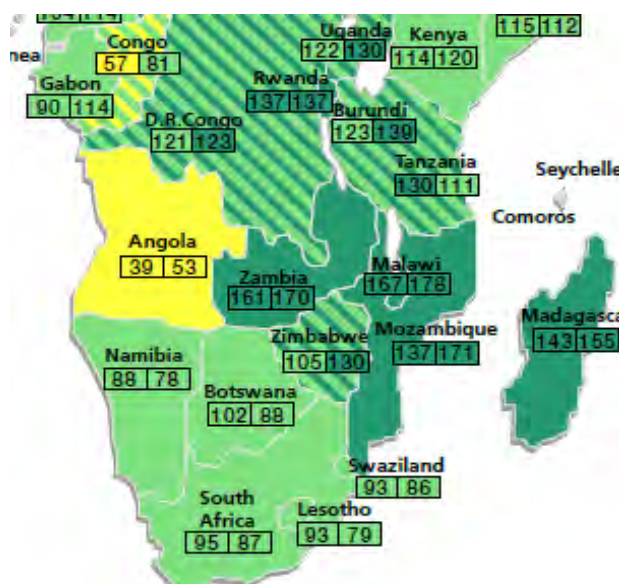 Uganda
122 130
Kenya
114 120
115 112
Congo
57 81
nea
Gabon
90 114
Rwanda
137 137
D.R.Congo
121 123
Burundi
123 139
Tanzania
130 111
Seychelle
Comoros
Angola
39 53
Zambia
161 170
Malawi
167 178
Zimbabwe
105 130
Mozambique
137 171
Madagasca
143 155
Namibia
88 78
Botswana
102 88
Swaziland
93 86
South
Africa
95 87
Lesotho
93 79